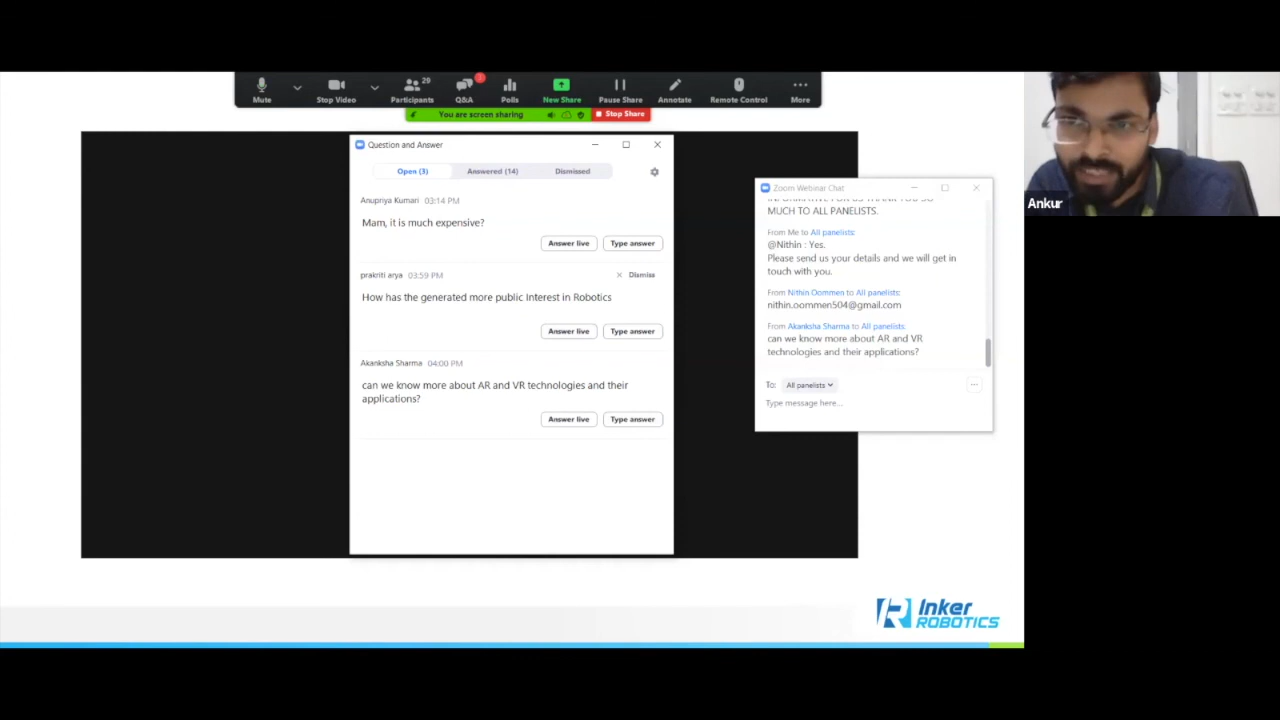 Mute
Stop Video
29
Participants
Q&A
Polls
New Share
Pause Share
Annotate
Remote Control
More
You are screen sharing
Stop Share
Question and Answer
Open (3)
Answered (14)
Dismissed
Anupriya Kumari 03:14 PM
Mam, it is much expensive?
Answer live
Type answer
prakriti arya 03:59 PM
Dismiss
How has the generated more public Interest in Robotics
Answer live
Type answer
Akanksha Sharma 04:00 PM
can we know more about AR and VR technologies and their
applications?
Answer live
Type answer
Zoom Webinar Chat
INFORMATIVE FOR US THANK YOU SO
MUCH TO ALL PANELISTS.
From Me to All panelists:
@Nithin : Yes.
Please send us your details and we will get in
touch with you.
From Nithin Oommen to All panelists:
nithin.oommen504@gmail.com
From Akanksha Sharma to All panelists:
can we know more about AR and VR
technologies and their applications?
To: All panelists
Type message here...
Ankur
Inker
ROBOTICS